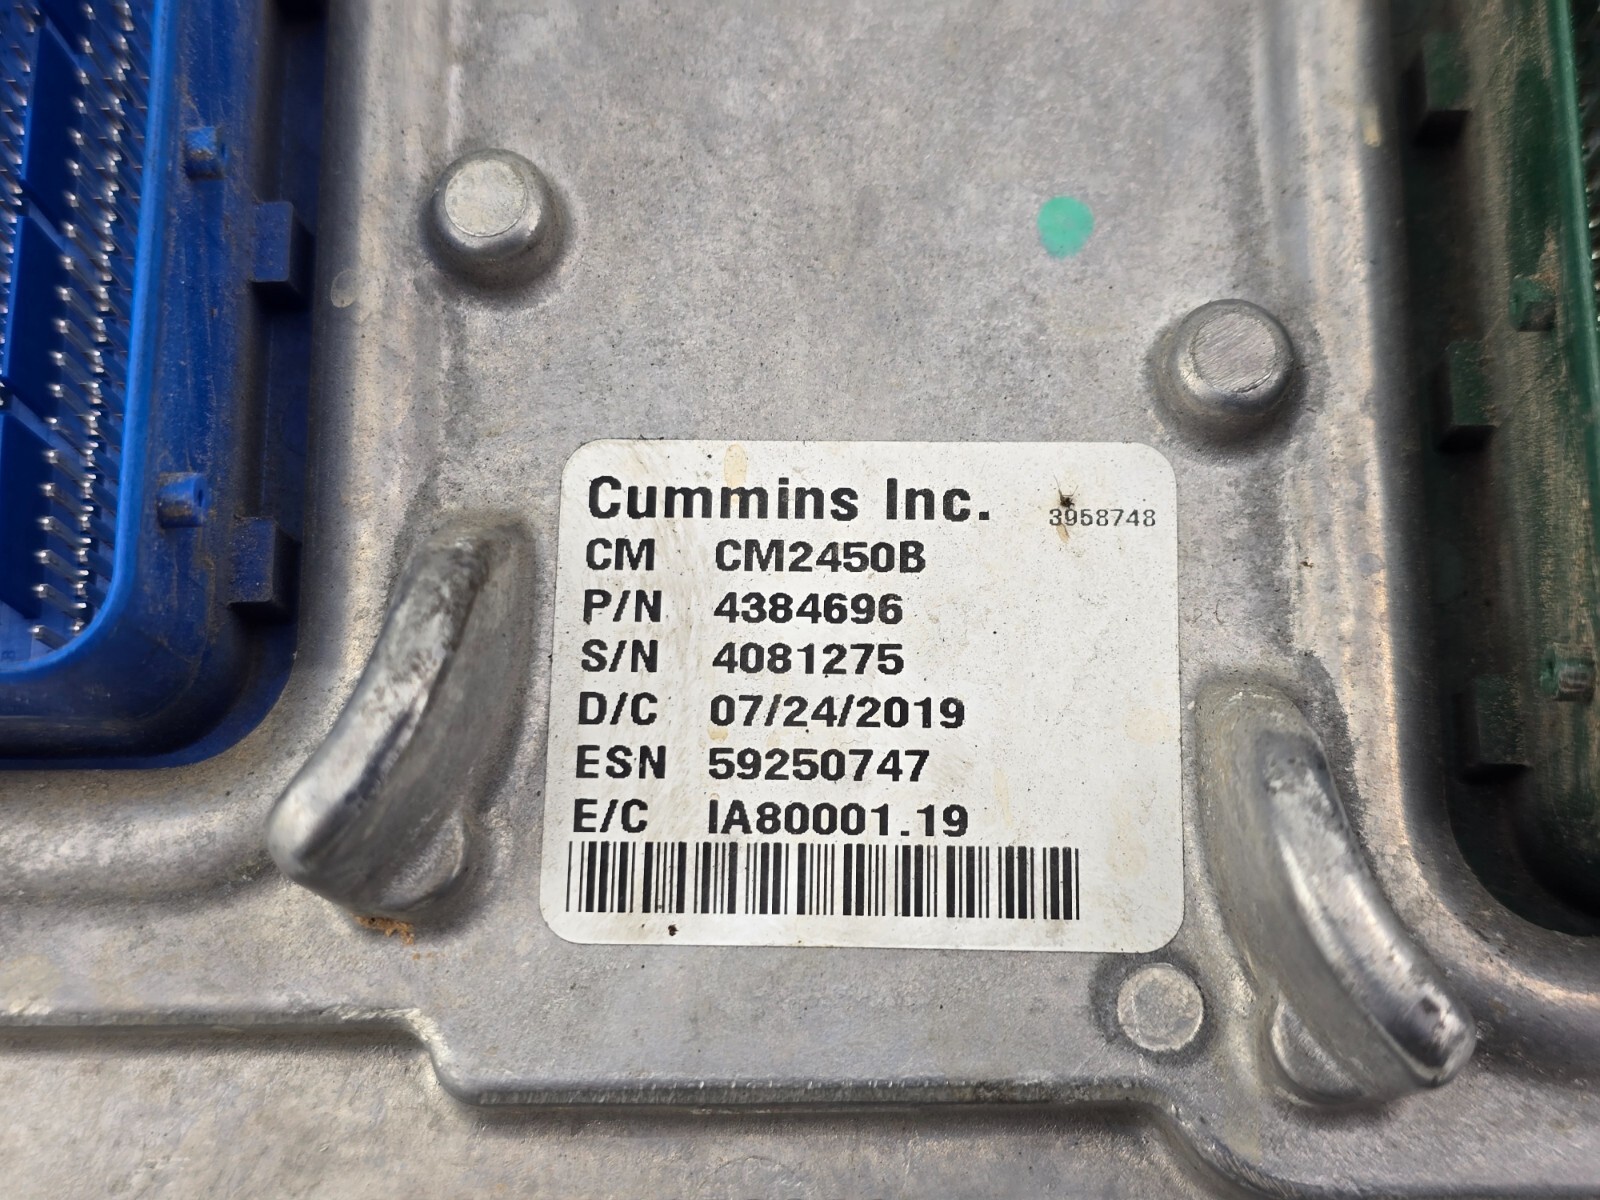 Cummins Inc. 3958748
CM CM2450B
P/N 4384696
S/N 4081275
D/C 07/24/2019
ESN 59250747
E/C IA80001.19